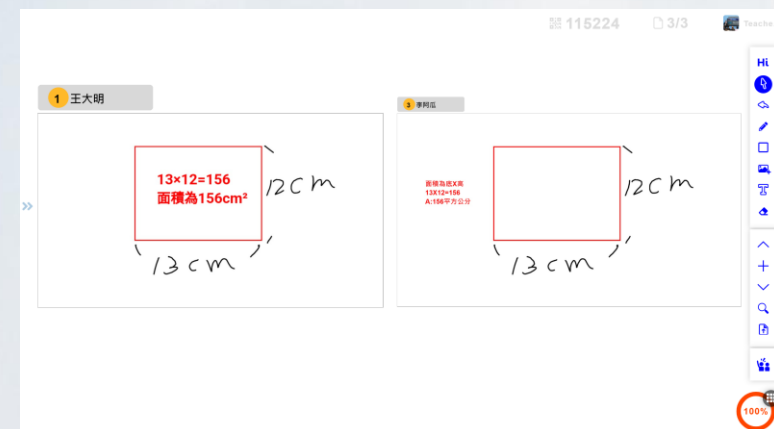 115224
3/3
Teache
Hi
1 王大明
13×12=156
面積為156cm²
12cm
13cm
3 李阿瓜
面積為底X高
13X12=156
A:156平方公分
12cm
13cm
100%